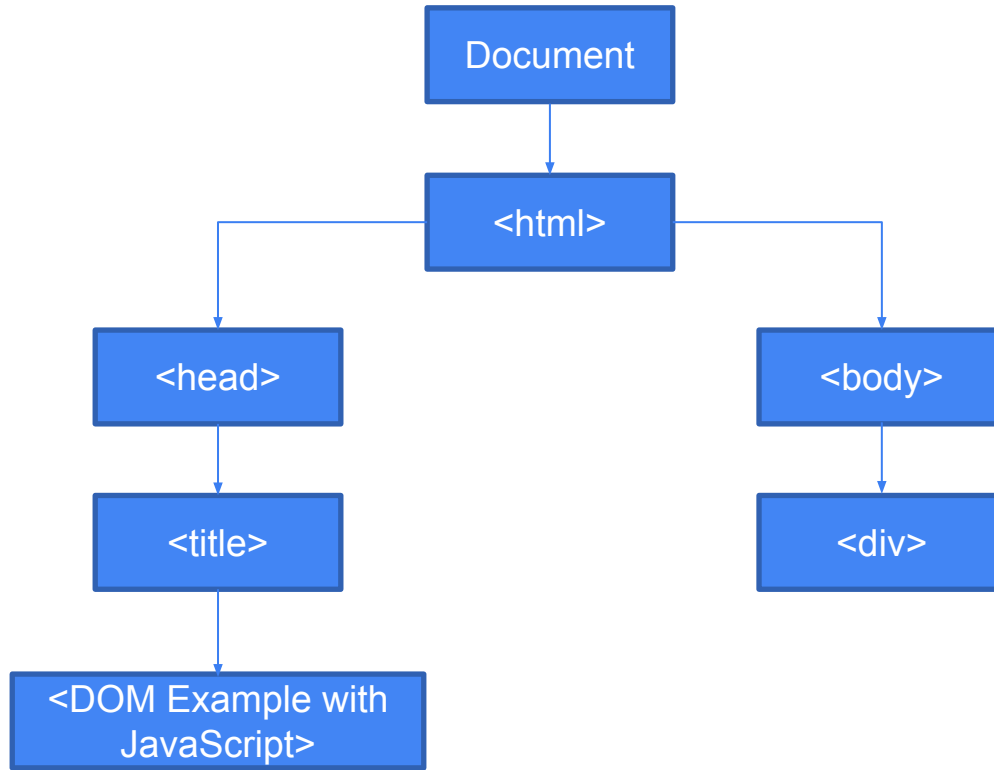 Document
<html>
<head>
<body>
<title>
<div>
<DOM Example with
JavaScript>